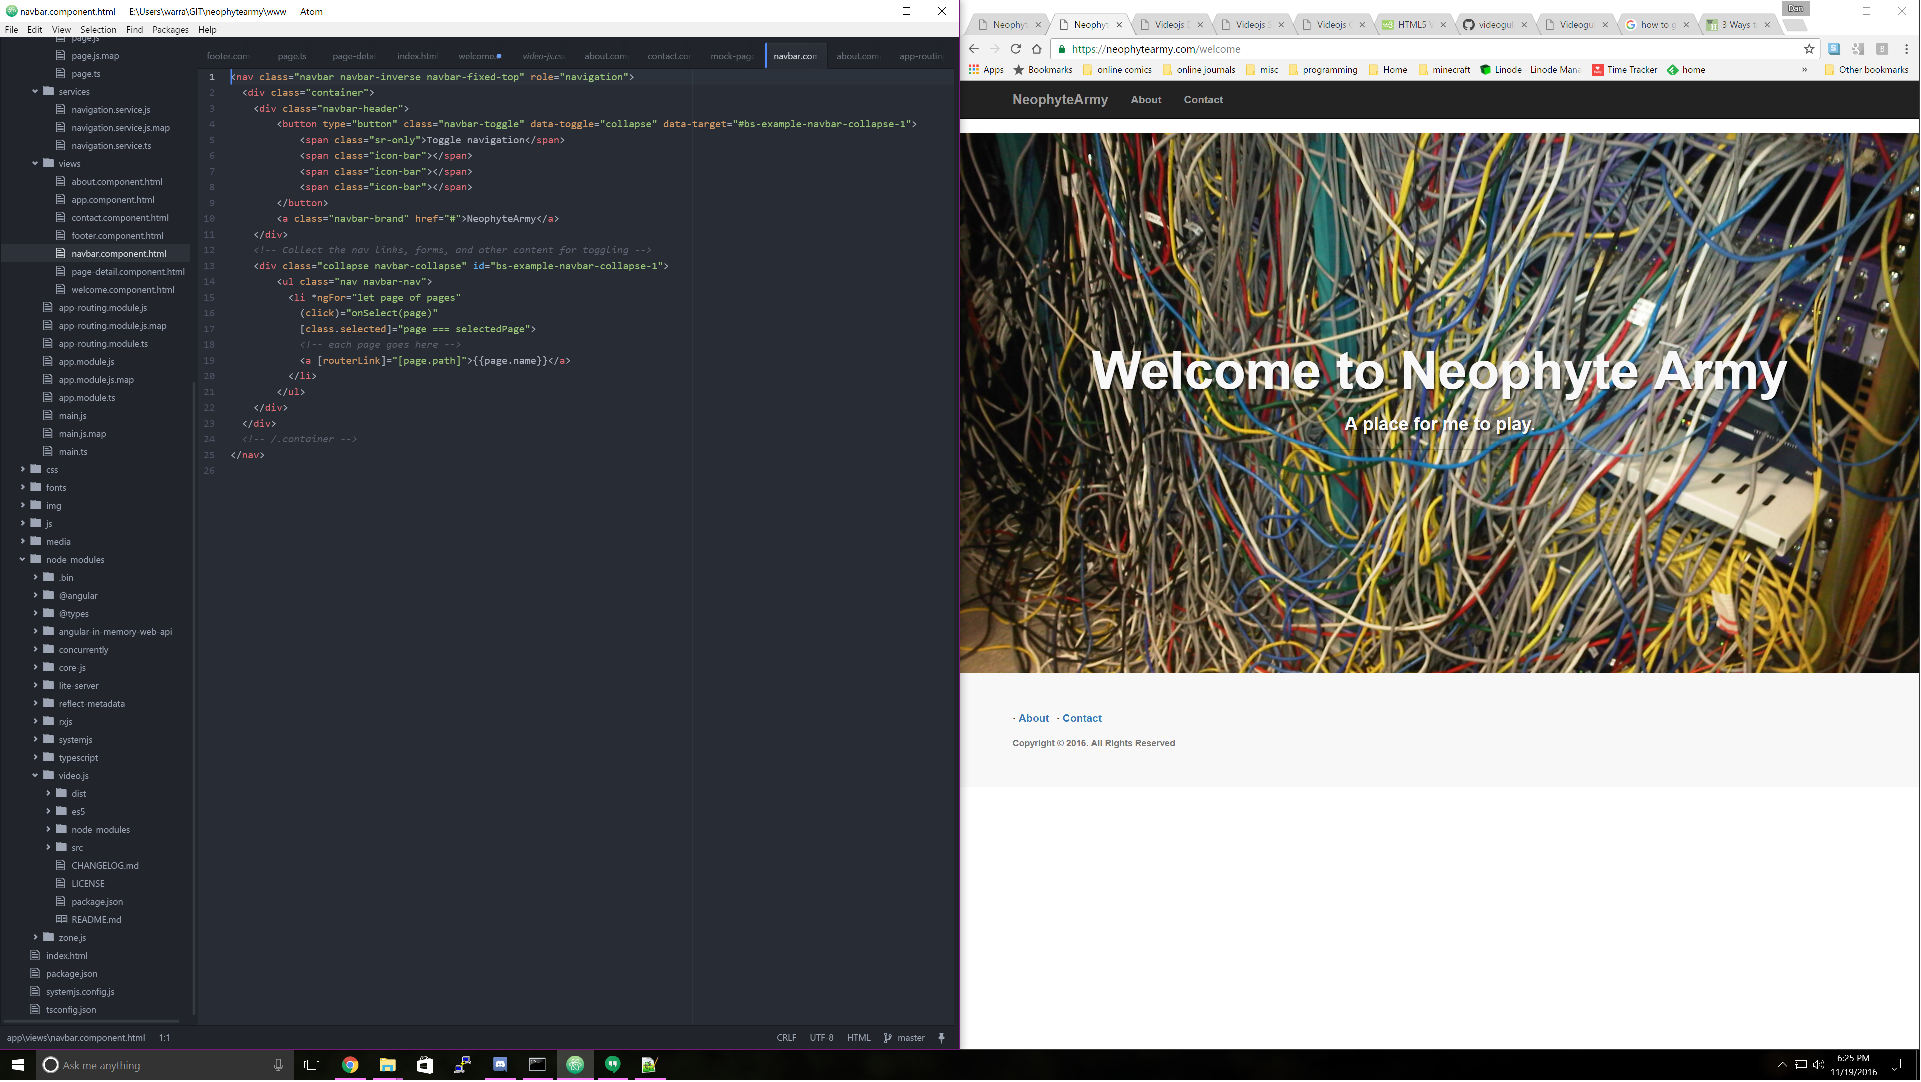 navbar.component.html    E:\Users\warra\GIT\neophytearmy\www    Atom
File Edit View Selection Find Packages Help
page.js
page.js.map
page.ts
services
navigation.service.js
navigation.service.js.map
navigation.service.ts
views
about.component.html
app.component.html
contact.component.html
footer.component.html
navbar.component.html
page-detail.component.html
welcome.component.html
app-routing.module.js
app-routing.module.js.map
app-routing.module.ts
app.module.js
app.module.js.map
app.module.ts
main.js
main.js.map
main.ts
css
fonts
img
js
media
node_modules
.bin
@angular
@types
angular-in-memory-web-api
concurrently
core-js
lite-server
reflect-metadata
rxjs
systemjs
typescript
video.js
dist
es5
node_modules
src
CHANGELOG.md
LICENSE
package.json
README.md
zone.js
index.html
package.json
systemjs.config.js
tsconfig.json
footer.com page.ts page-detai index.html welcome. video-js.cs about.com contact.co mock-page navbar.co about.com app-routin
1 <nav class="navbar navbar-inverse navbar-fixed-top" role="navigation">
2 <div class="container">
3 <div class="navbar-header">
4 <button type="button" class="navbar-toggle" data-toggle="collapse" data-target="#bs-example-navbar-collapse-1">
5 <span class="sr-only">Toggle navigation</span>
6 <span class="icon-bar"></span>
7 <span class="icon-bar"></span>
8 <span class="icon-bar"></span>
9 </button>
10 <a class="navbar-brand" href="#">NeophyteArmy</a>
11 </div>
12 <!-- Collect the nav links, forms, and other content for toggling -->
13 <div class="collapse navbar-collapse" id="bs-example-navbar-collapse-1">
14 <ul class="nav navbar-nav">
15 <li *ngFor="let page of pages"
16 (click)="onSelect(page)"
17 [class.selected]="page === selectedPage">
18 <!-- each page goes here -->
19 <a [routerLink]="[page.path]">{{page.name}}</a>
20 </li>
21 </ul>
22 </div>
23 </div>
24 <!-- /.container -->
25 </nav>
26
app\views\navbar.component.html 1:1 CRLF UTF-8 HTML master
Dan
Neophyt Neophyt Videojs Videojs Videojs HTML5 V videogul Videogu how to g 3 Ways t
https://neophytearmy.com/welcome
Apps Bookmarks online comics online journals misc programming Home minecraft Linode Linode Mana Time Tracker home » Other bookmarks
NeophyteArmy About Contact
Welcome to Neophyte Army
A place for me to play.
· About · Contact
Copyright © 2016. All Rights Reserved
Ask me anything
6:25 PM
11/19/2016